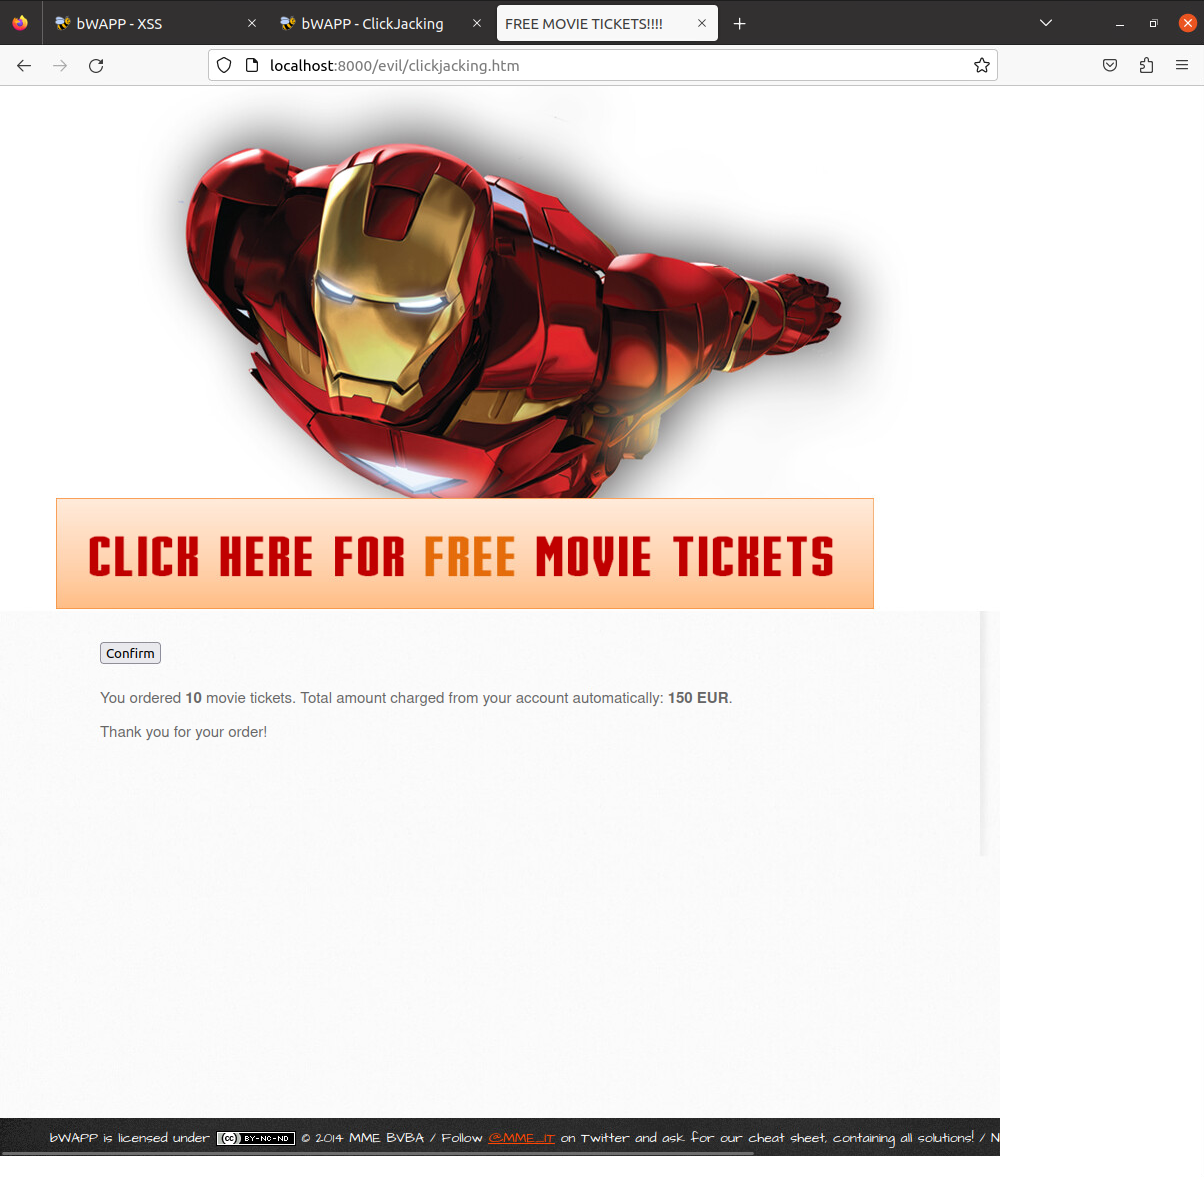 bWAPP - XSS
bWAPP - ClickJacking
FREE MOVIE TICKETS!!!!
localhost:8000/evil/clickjacking.htm
CLICK HERE FOR FREE MOVIE TICKETS
Confirm
You ordered 10 movie tickets. Total amount charged from your account automatically: 150 EUR.
Thank you for your order!
bWAPP is licensed under (cc) BY-NC-ND © 2014 MME BVBA / Follow @MME_IT on Twitter and ask for our cheat sheet, containing all solutions! / N